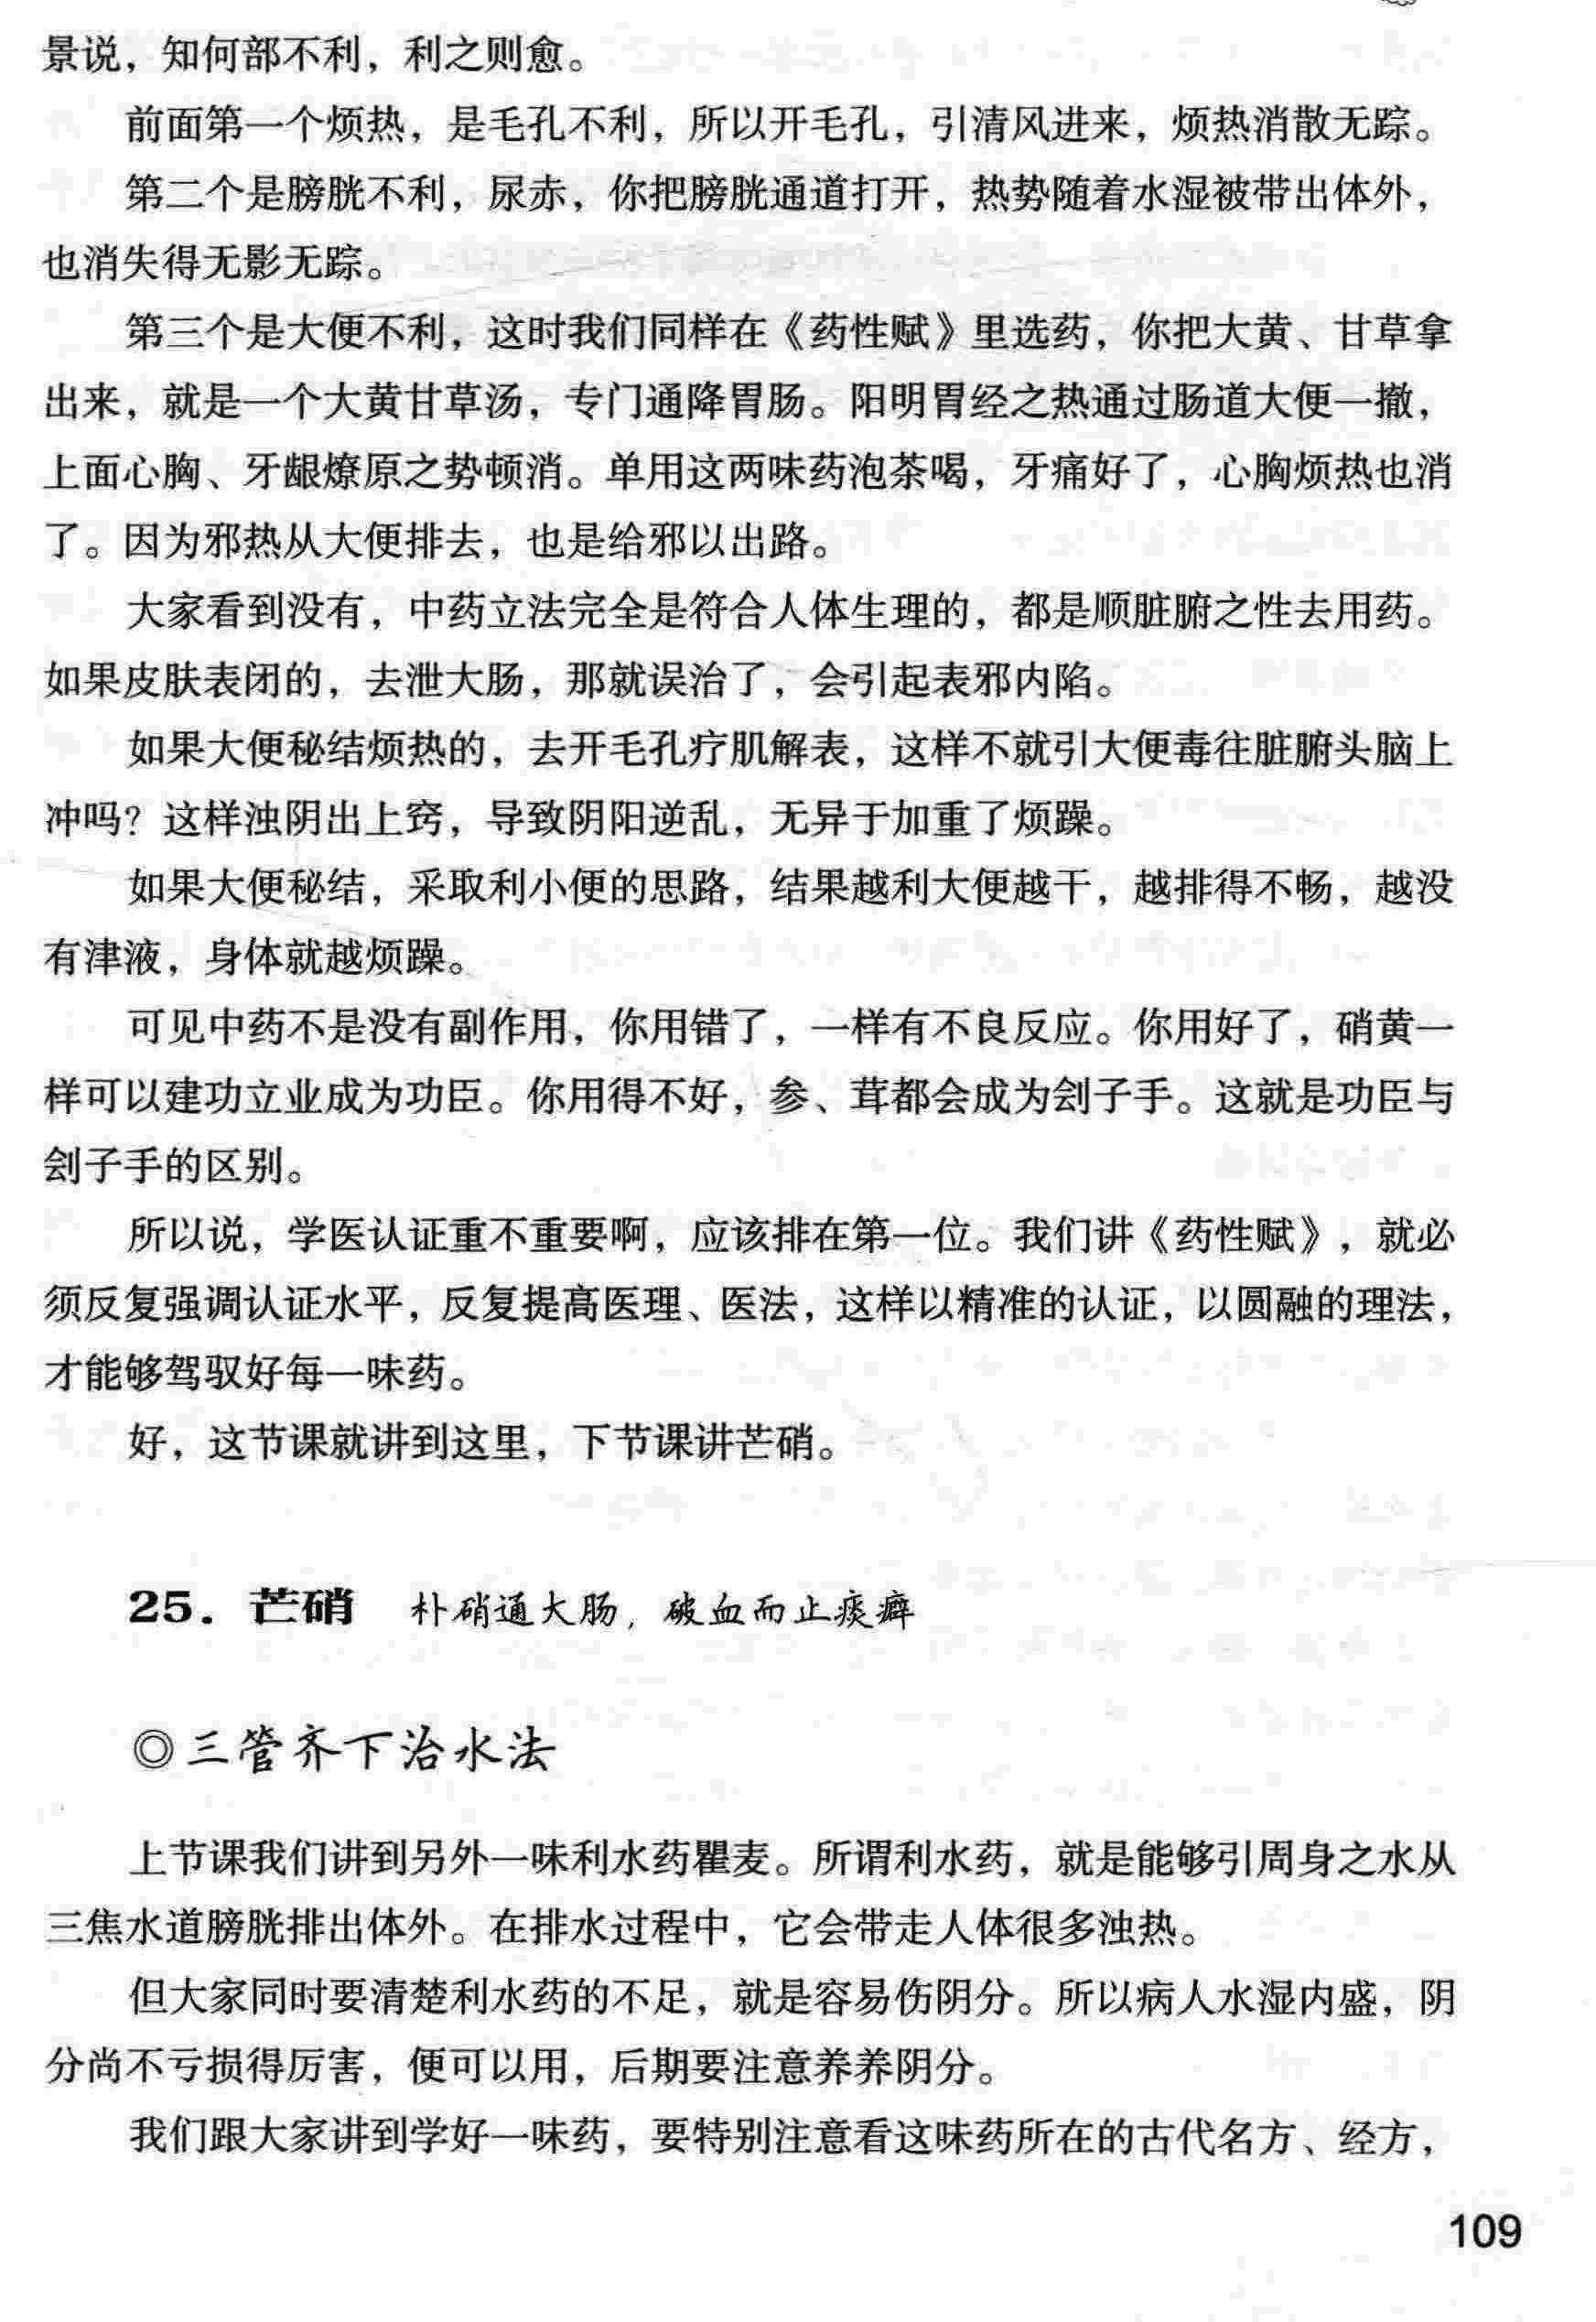 景说，知何部不利，利之则愈。
前面第一个烦热，是毛孔不利，所以开毛孔，引清风进来，烦热消散无踪。
第二个是膀胱不利，尿赤，你把膀胱通道打开，热势随着水湿被带出体外，
也消失得无影无踪。
第三个是大便不利，这时我们同样在《药性赋》里选药，你把大黄、甘草拿
出来，就是一个大黄甘草汤，专门通降胃肠。阳明胃经之热通过肠道大便一撤，
上面心胸、牙龈燎原之势顿消。单用这两味药泡茶喝，牙痛好了，心胸烦热也消
了。因为邪热从大便排去，也是给邪以出路。
大家看到没有，中药立法完全是符合人体生理的，都是顺脏腑之性去用药。
如果皮肤表闭的，去泄大肠，那就误治了，会引起表邪内陷。
如果大便秘结烦热的，去开毛孔疗肌解表，这样不就引大便毒往脏腑头脑上
冲吗？这样浊阴出上窍，导致阴阳逆乱，无异于加重了烦躁。
如果大便秘结，采取利小便的思路，结果越利大便越干，越排得不畅，越没
有津液，身体就越烦躁。
可见中药不是没有副作用，你用错了，一样有不良反应。你用好了，硝黄一
样可以建功立业成为功臣。你用得不好，参、茸都会成为刽子手。这就是功臣与
刽子手的区别。
所以说，学医认证重不重要啊，应该排在第一位。我们讲《药性赋》，就必
须反复强调认证水平，反复提高医理、医法，这样以精准的认证，以圆融的理法，
才能够驾驭好每一味药。
好，这节课就讲到这里，下节课讲芒硝。
25．芒硝 朴硝通大肠，破血而止痰癖
◎三管齐下治水法
上节课我们讲到另外一味利水药瞿麦。所谓利水药，就是能够引周身之水从
三焦水道膀胱排出体外。在排水过程中，它会带走人体很多浊热。
但大家同时要清楚利水药的不足，就是容易伤阴分。所以病人水湿内盛，阴
分尚不亏损得厉害，便可以用，后期要注意养养阴分。
我们跟大家讲到学好一味药，要特别注意看这味药所在的古代名方、经方，
109